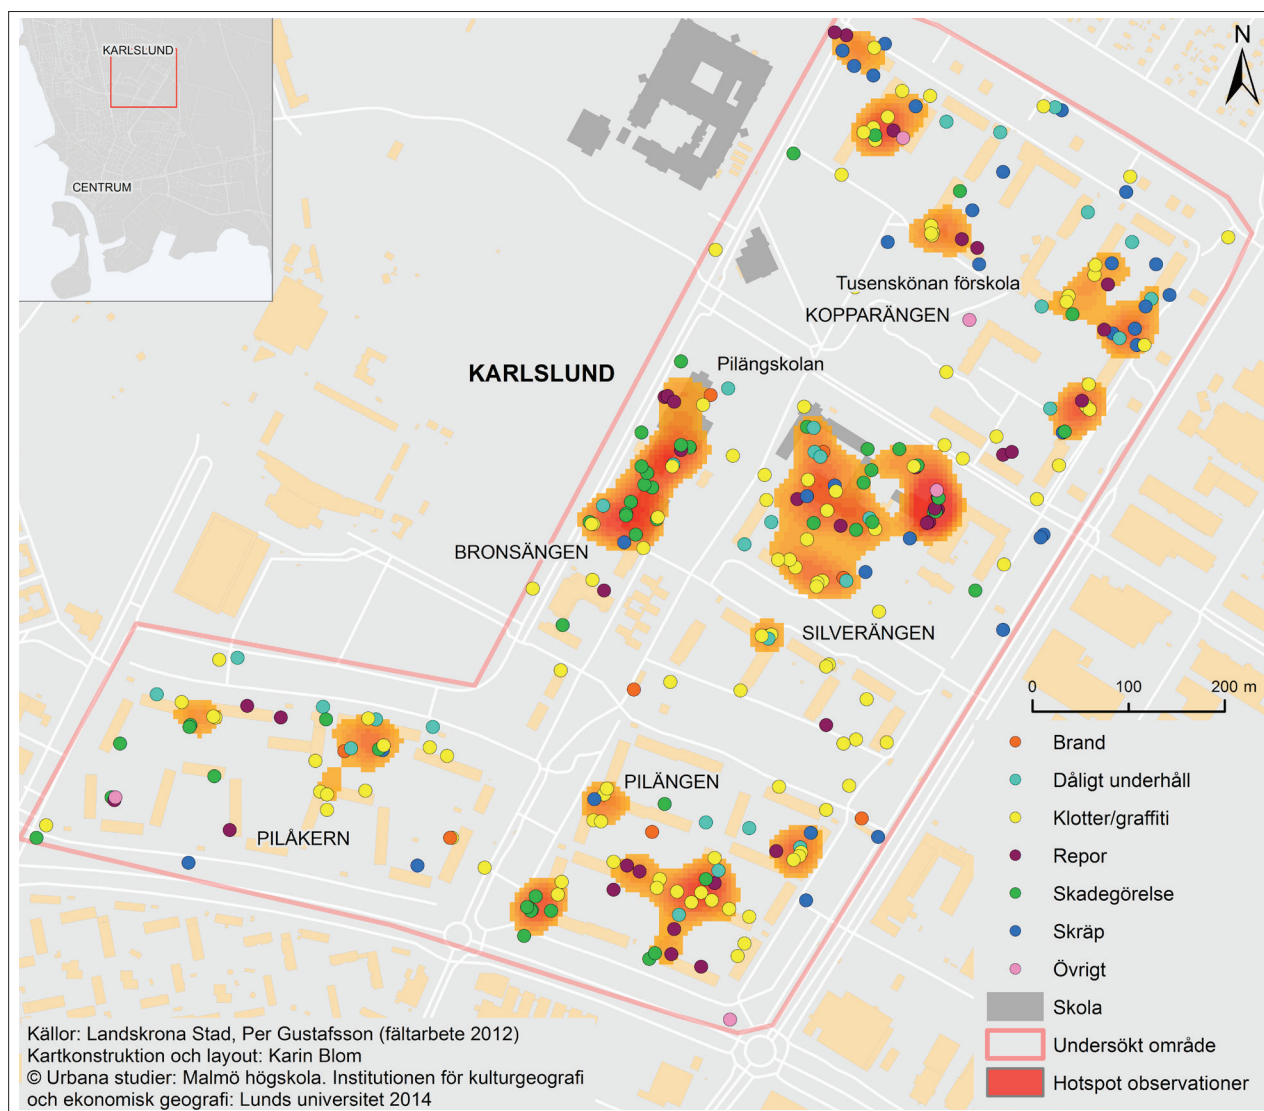 KARLSLUND
CENTRUM
N
Tusenskönan förskola
KOPPARÄNGEN
KARLSLUND
Pilängskolan
BRONSÄNGEN
SILVERÄNGEN
PILÄNGEN
PILÅKERN
0 100 200 m
Brand
Dåligt underhåll
Klotter/graffiti
Repor
Skadegörelse
Skräp
Övrigt
Skola
Undersökt område
Hotspot observationer
Källor: Landskrona Stad, Per Gustafsson (fältarbete 2012)
Kartkonstruktion och layout: Karin Blom
© Urbana studier: Malmö högskola. Institutionen för kulturgeografi
och ekonomisk geografi: Lunds universitet 2014